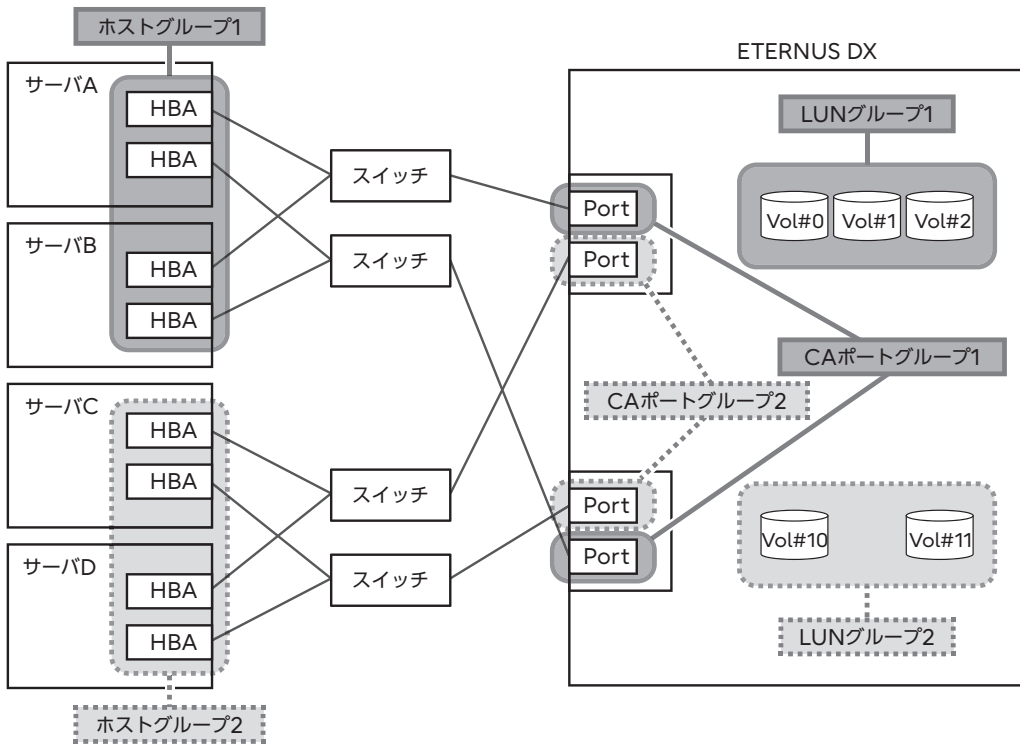 ホストグループ1
ETERNUS DX
サーバA
HBA
HBA
スイッチ
LUNグループ1
Port
Vol#0
Vol#1
Vol#2
サーバB
HBA
HBA
スイッチ
Port
CAポートグループ1
CAポートグループ2
サーバC
HBA
HBA
スイッチ
Port
Vol#10
Vol#11
サーバD
HBA
HBA
スイッチ
Port
LUNグループ2
ホストグループ2